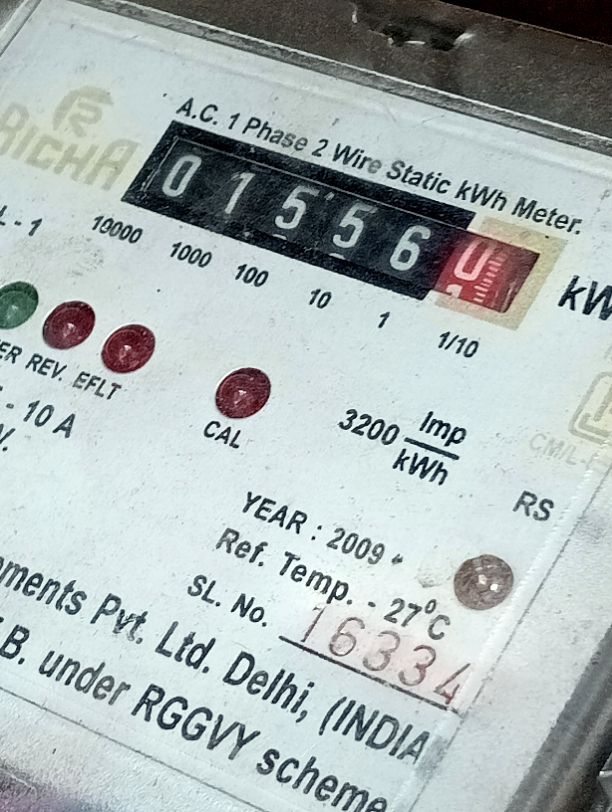 RICHA
A.C. 1 Phase 2 Wire Static kWh Meter.
0 1 5 5 6 0
10000 1000 100 10 1 1/10
L - 1
REV. EFLT
CAL
- 10 A
3200 Imp
kWh
CM/L-
RS
YEAR : 2009
Ref. Temp. - 27°C
SL. No. 16334
Pvt. Ltd. Delhi, (INDIA
.B. under RGGVY scheme